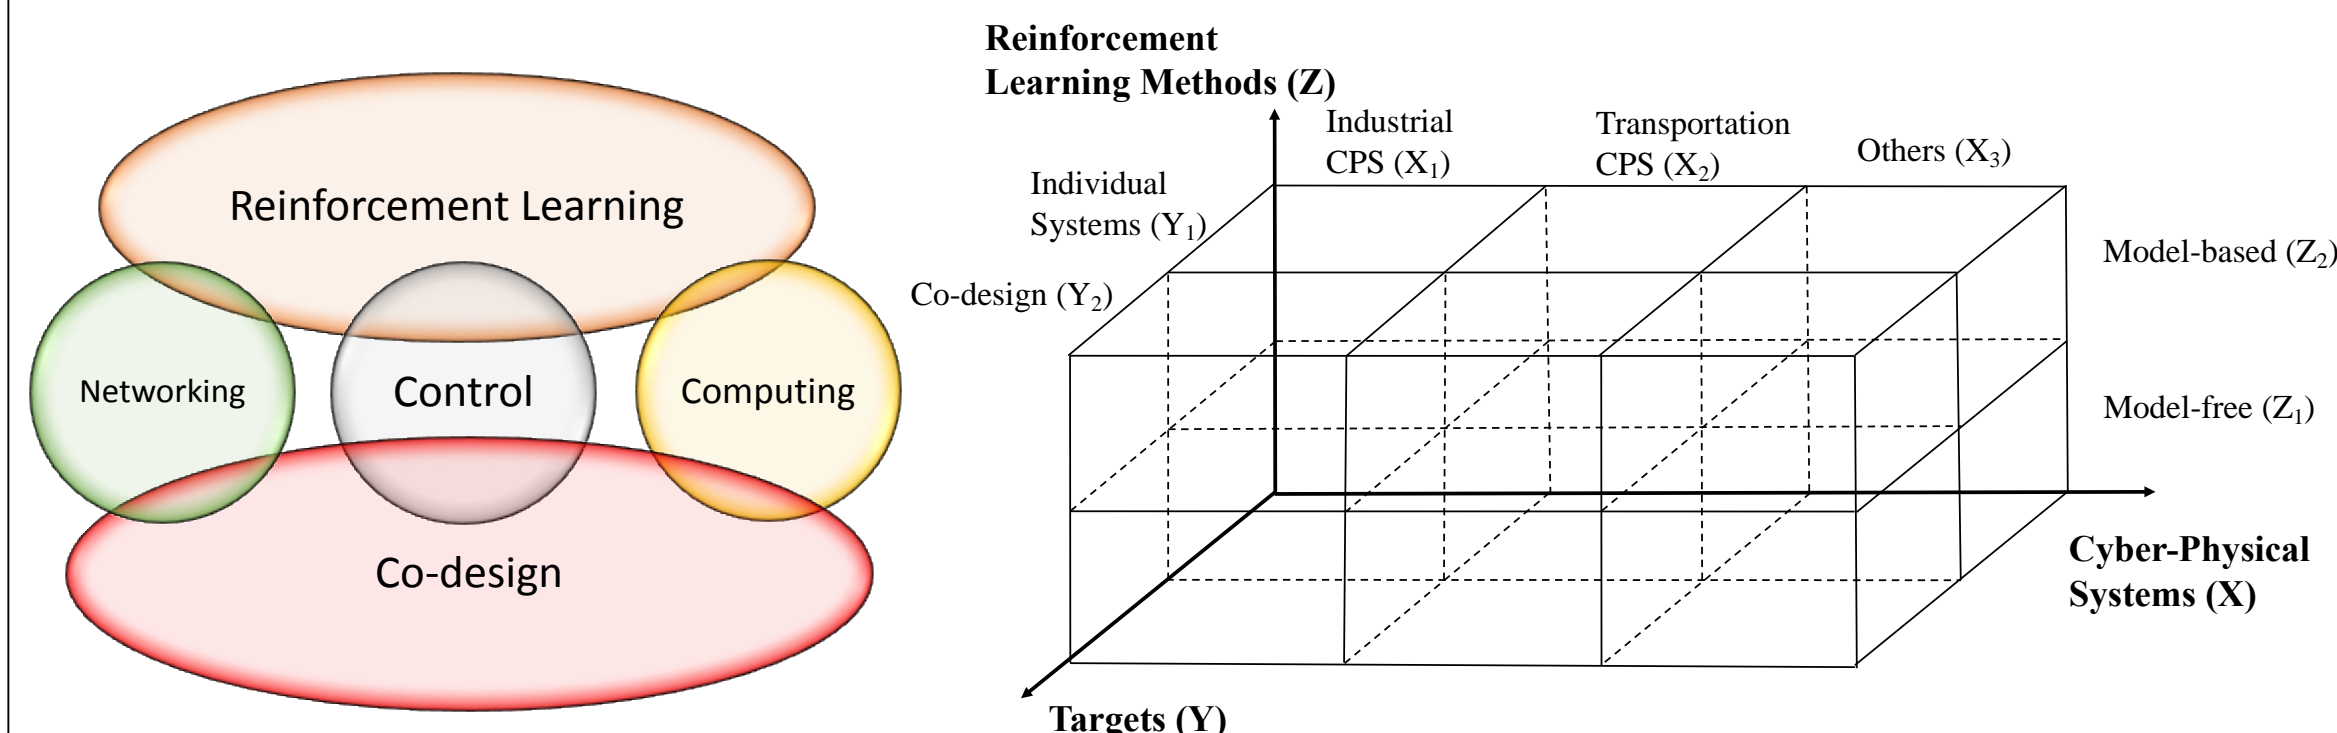 Reinforcement Learning
Networking
Control
Computing
Co-design
Reinforcement
Learning Methods (Z)
Industrial
CPS (X₁)
Transportation
CPS (X₂)
Others (X₃)
Individual
Systems (Y₁)
Co-design (Y₂)
Model-based (Z₂)
Model-free (Z₁)
Cyber-Physical
Systems (X)
Targets (Y)